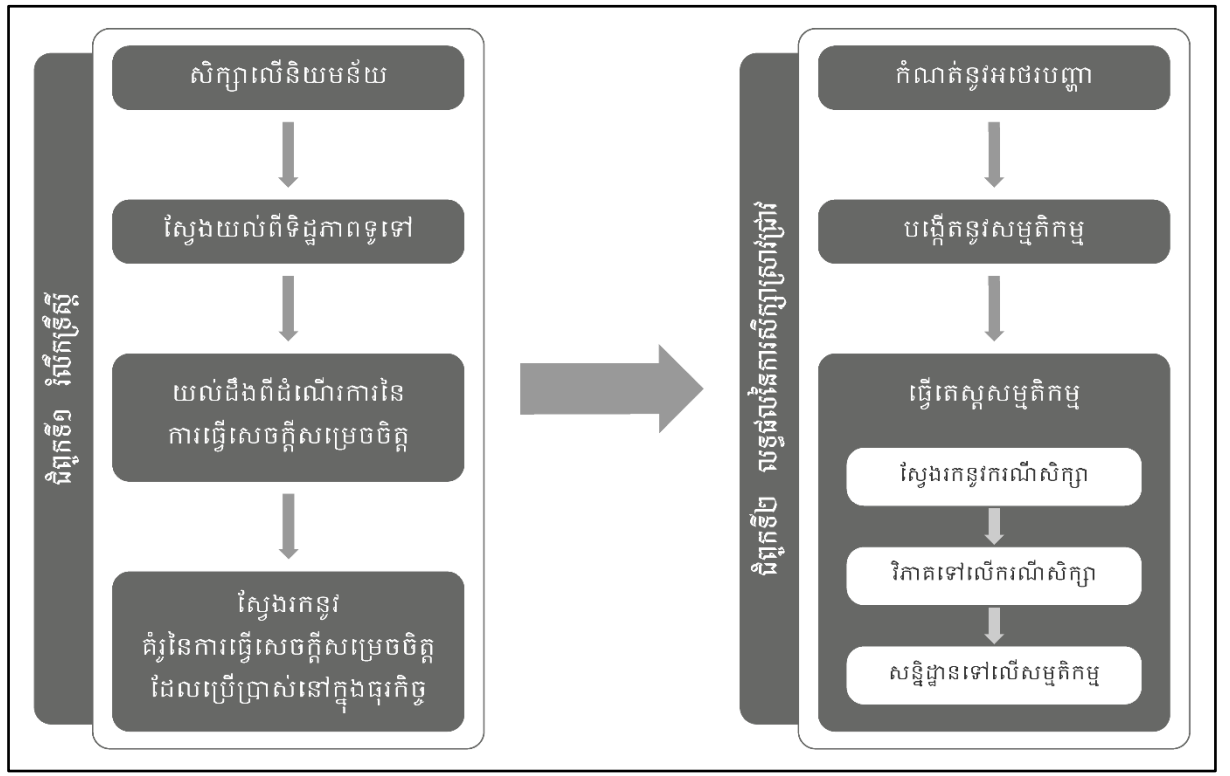 ជំពូកទី១ រំលឹកទ្រឹស្តី
សិក្សាលើនិយមន័យ
ស្វែងយល់ពីទិដ្ឋភាពទូទៅ
យល់ដឹងពីដំណើរការនៃ
ការធ្វើសេចក្តីសម្រេចចិត្ត
ស្វែងរកនូវ
គំរូនៃការធ្វើសេចក្តីសម្រេចចិត្ត
ដែលប្រើប្រាស់នៅក្នុងធុរកិច្ច
ជំពូកទី២ លទ្ធផលនៃការសិក្សាស្រាវជ្រាវ
កំណត់នូវអថេរបញ្ហា
បង្កើតនូវសម្មតិកម្ម
ធ្វើតេស្តសម្មតិកម្ម
ស្វែងរកនូវករណីសិក្សា
វិភាគទៅលើករណីសិក្សា
សន្និដ្ឋានទៅលើសម្មតិកម្ម